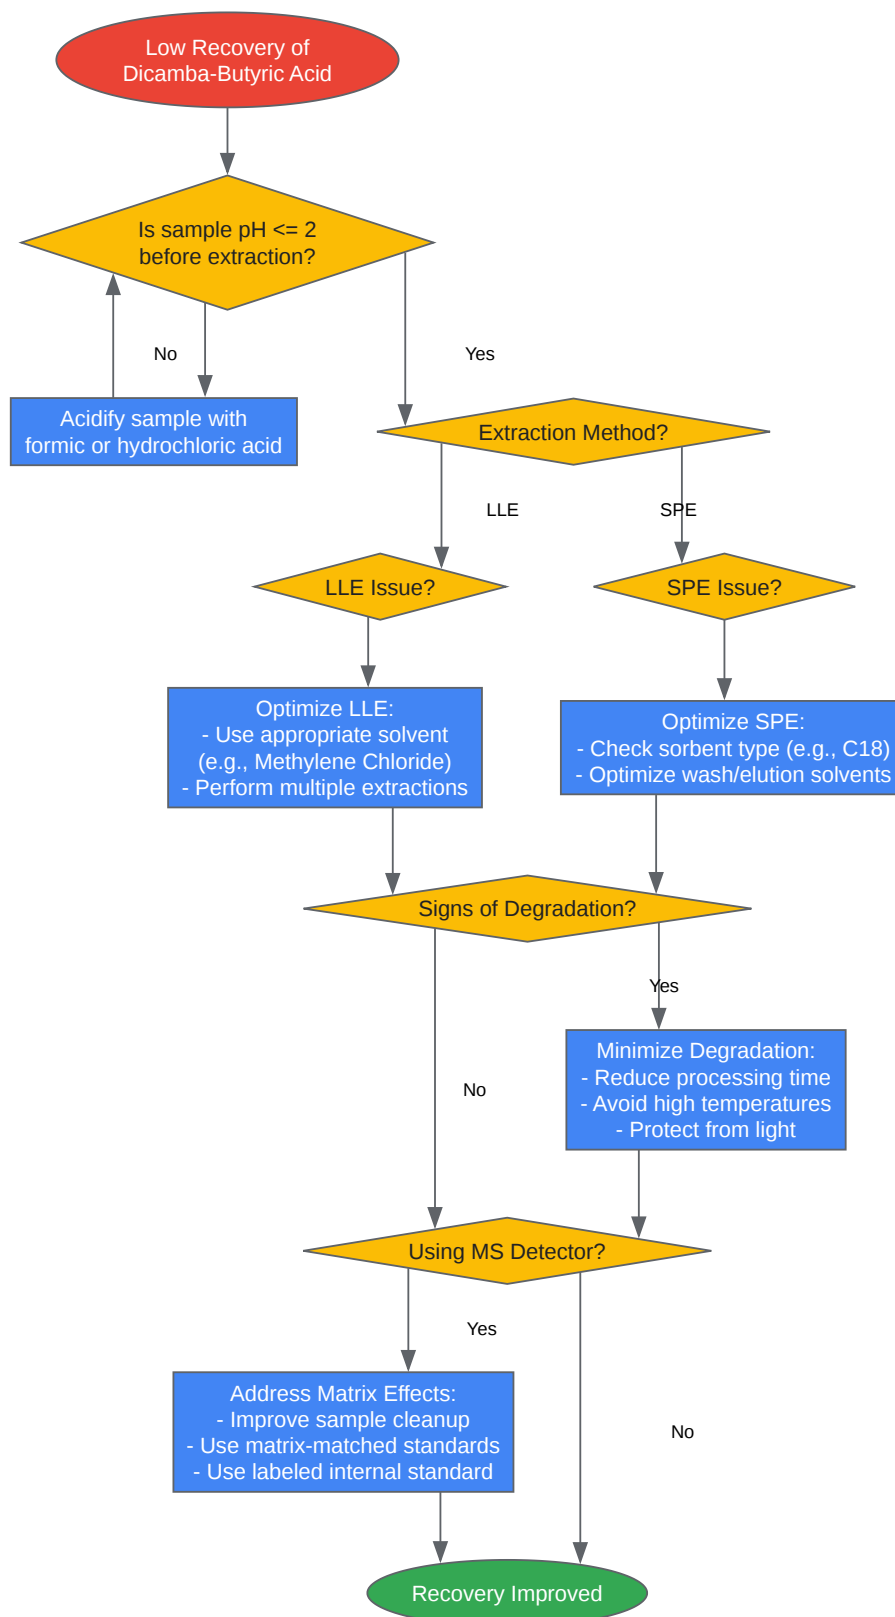 Low Recovery of
Dicamba-Butyric Acid
Is sample pH <= 2
before extraction?
No
Yes
Acidify sample with
formic or hydrochloric acid
Extraction Method?
LLE
SPE
LLE Issue?
SPE Issue?
Optimize LLE:
- Use appropriate solvent
(e.g., Methylene Chloride)
- Perform multiple extractions
Optimize SPE:
- Check sorbent type (e.g., C18)
- Optimize wash/elution solvents
Signs of Degradation?
Yes
Minimize Degradation:
- Reduce processing time
- Avoid high temperatures
- Protect from light
No
Using MS Detector?
Yes
Address Matrix Effects:
- Improve sample cleanup
- Use matrix-matched standards
- Use labeled internal standard
No
Recovery Improved